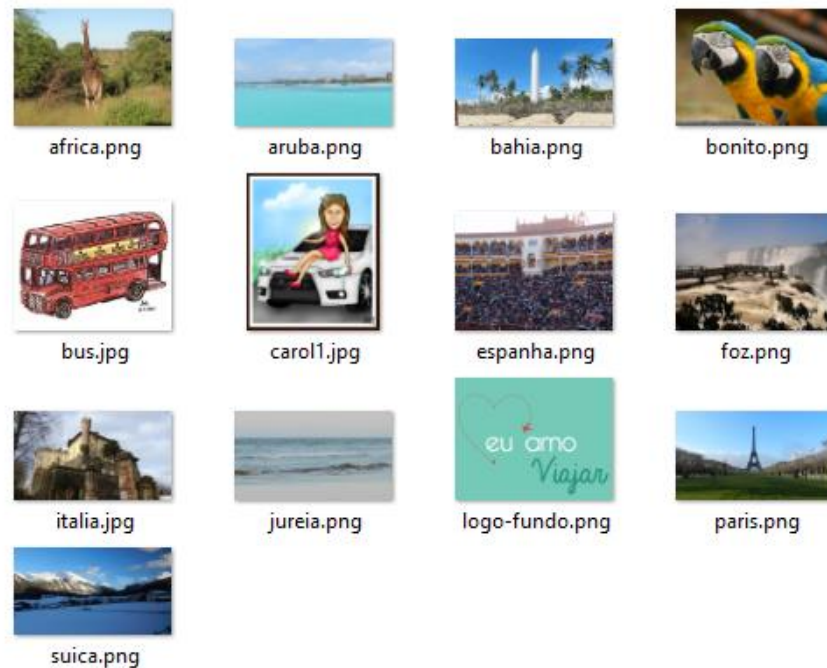 africa.png
aruba.png
bahia.png
bonito.png
bus.jpg
carol1.jpg
espanha.png
foz.png
italia.jpg
jureia.png
eu amo
Viajar
logo-fundo.png
paris.png
suica.png